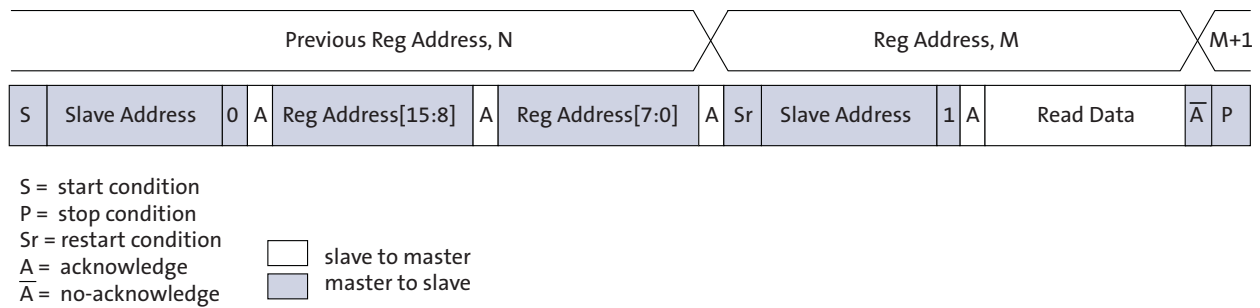 Previous Reg Address, N Reg Address, M M+1
S Slave Address 0 A Reg Address[15:8] A Reg Address[7:0] A Sr Slave Address 1 A Read Data A̅ P
S = start condition
P = stop condition
Sr = restart condition
A = acknowledge
A̅ = no-acknowledge
slave to master
master to slave